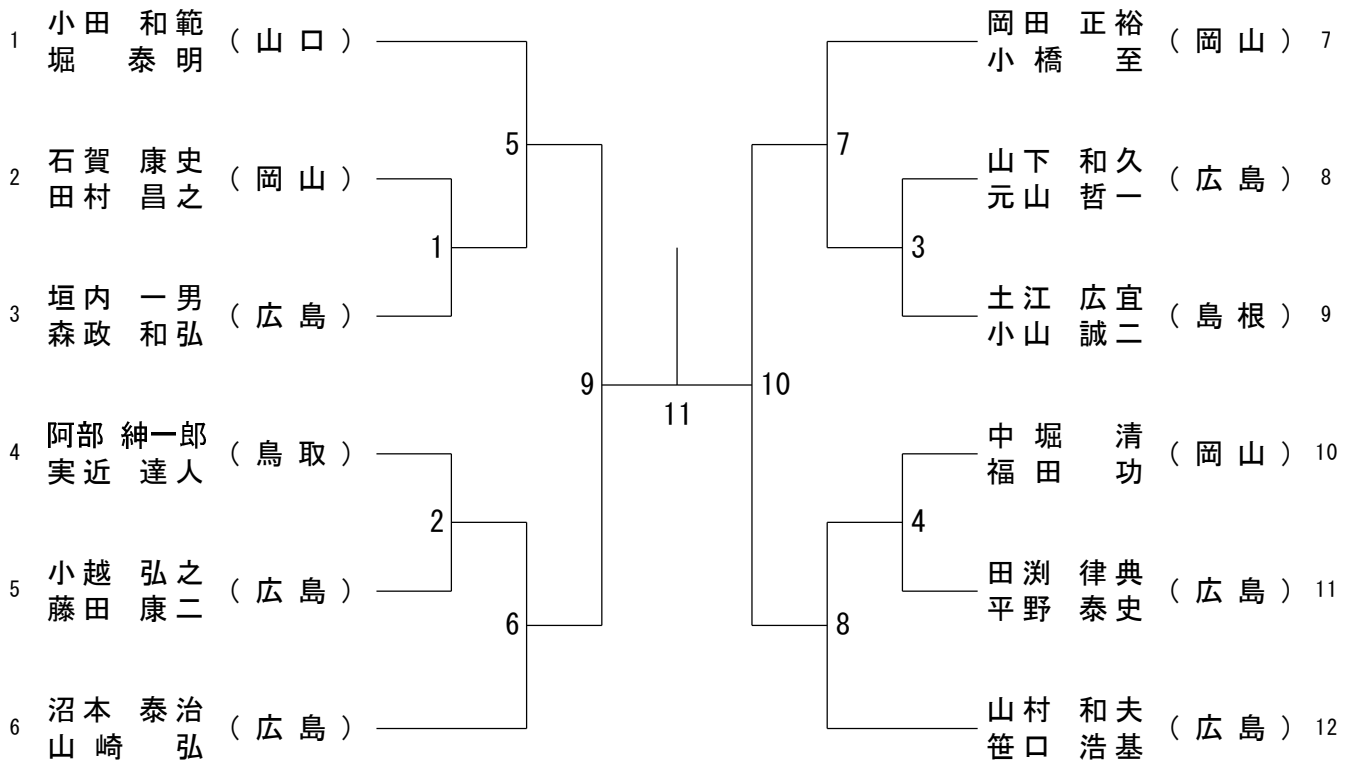 1 小田 和範 (山口)
堀 泰明
2 石賀 康史 (岡山)
田村 昌之
3 垣内 一男 (広島)
森政 和弘
4 阿部 紳一郎 (鳥取)
実近 達人
5 小越 弘之 (広島)
藤田 康二
6 沼本 泰治 (広島)
山崎 弘
5
1
9
2
6
11
7
3
10
4
8
岡田 正裕 (岡山) 7
小橋 至
山下 和久 (広島) 8
元山 哲一
土江 広宜 (島根) 9
小山 誠二
中堀 清 (岡山) 10
福田 功
田渕 律典 (広島) 11
平野 泰史
山村 和夫 (広島) 12
笹口 浩基